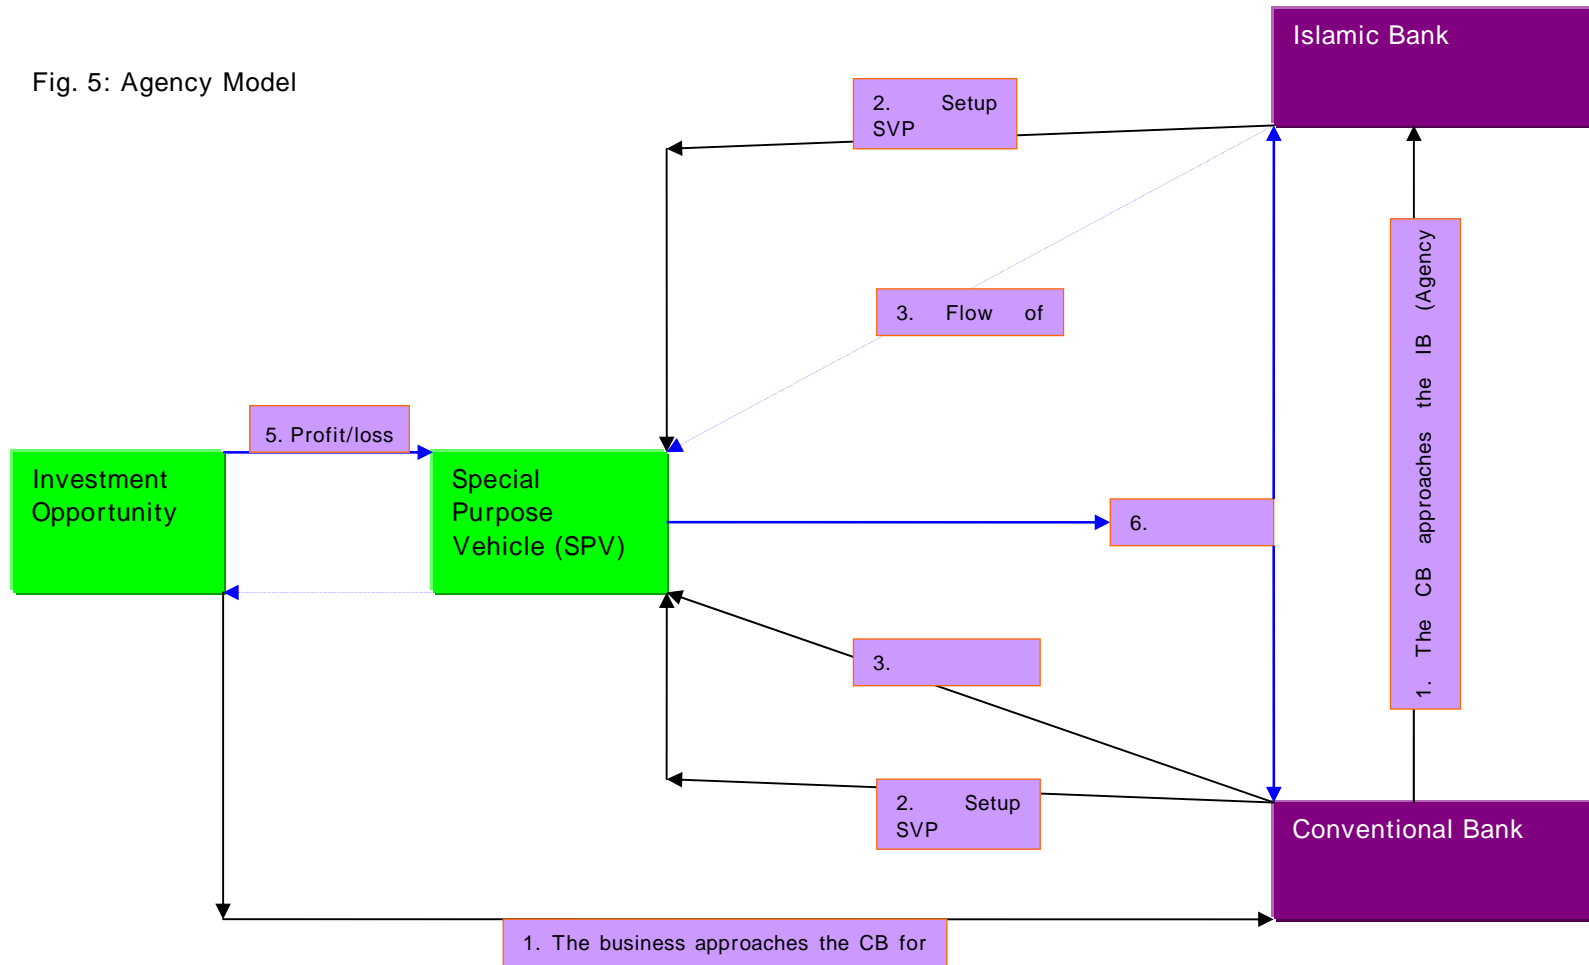 Islamic Bank
Fig. 5: Agency Model
2. Setup
SVP
3. Flow of
1. The CB approaches the IB (Agency
5. Profit/loss
Investment
Opportunity
Special
Purpose
Vehicle (SPV)
6.
3.
2. Setup
SVP
Conventional Bank
1. The business approaches the CB for